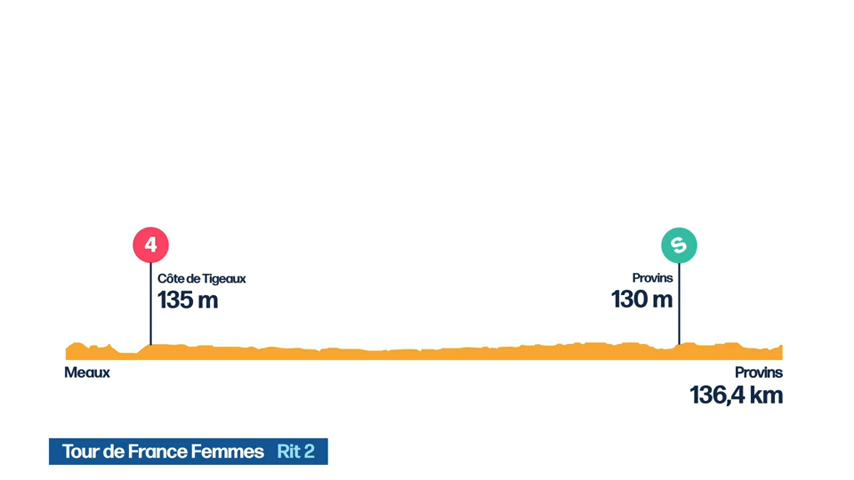 4
S
Côte de Tigeaux
135 m
Provins
130 m
Meaux
Provins
136,4 km
Tour de France Femmes Rit 2